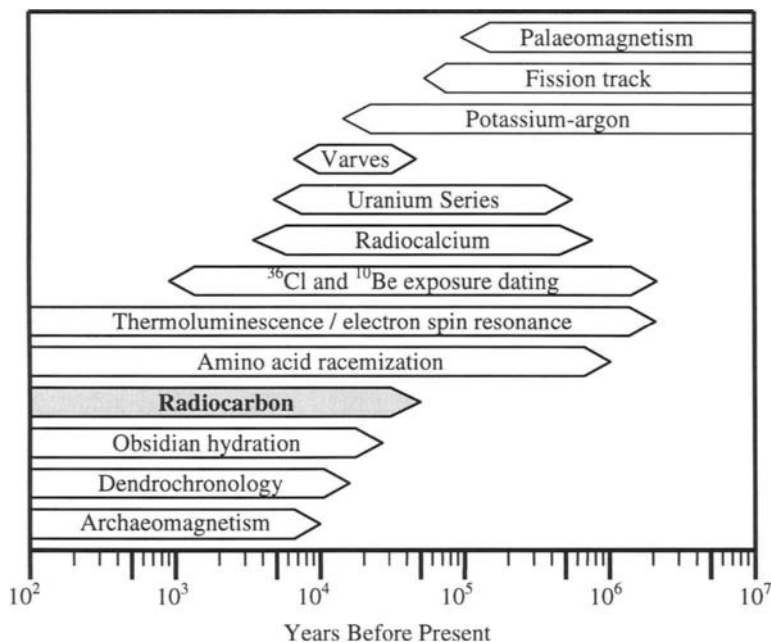 Palaeomagnetism
Fission track
Potassium-argon
Varves
Uranium Series
Radiocalcium
³⁶Cl and ¹⁰Be exposure dating
Thermoluminescence / electron spin resonance
Amino acid racemization
Radiocarbon
Obsidian hydration
Dendrochronology
Archaeomagnetism
10² 10³ 10⁴ 10⁵ 10⁶ 10⁷
Years Before Present